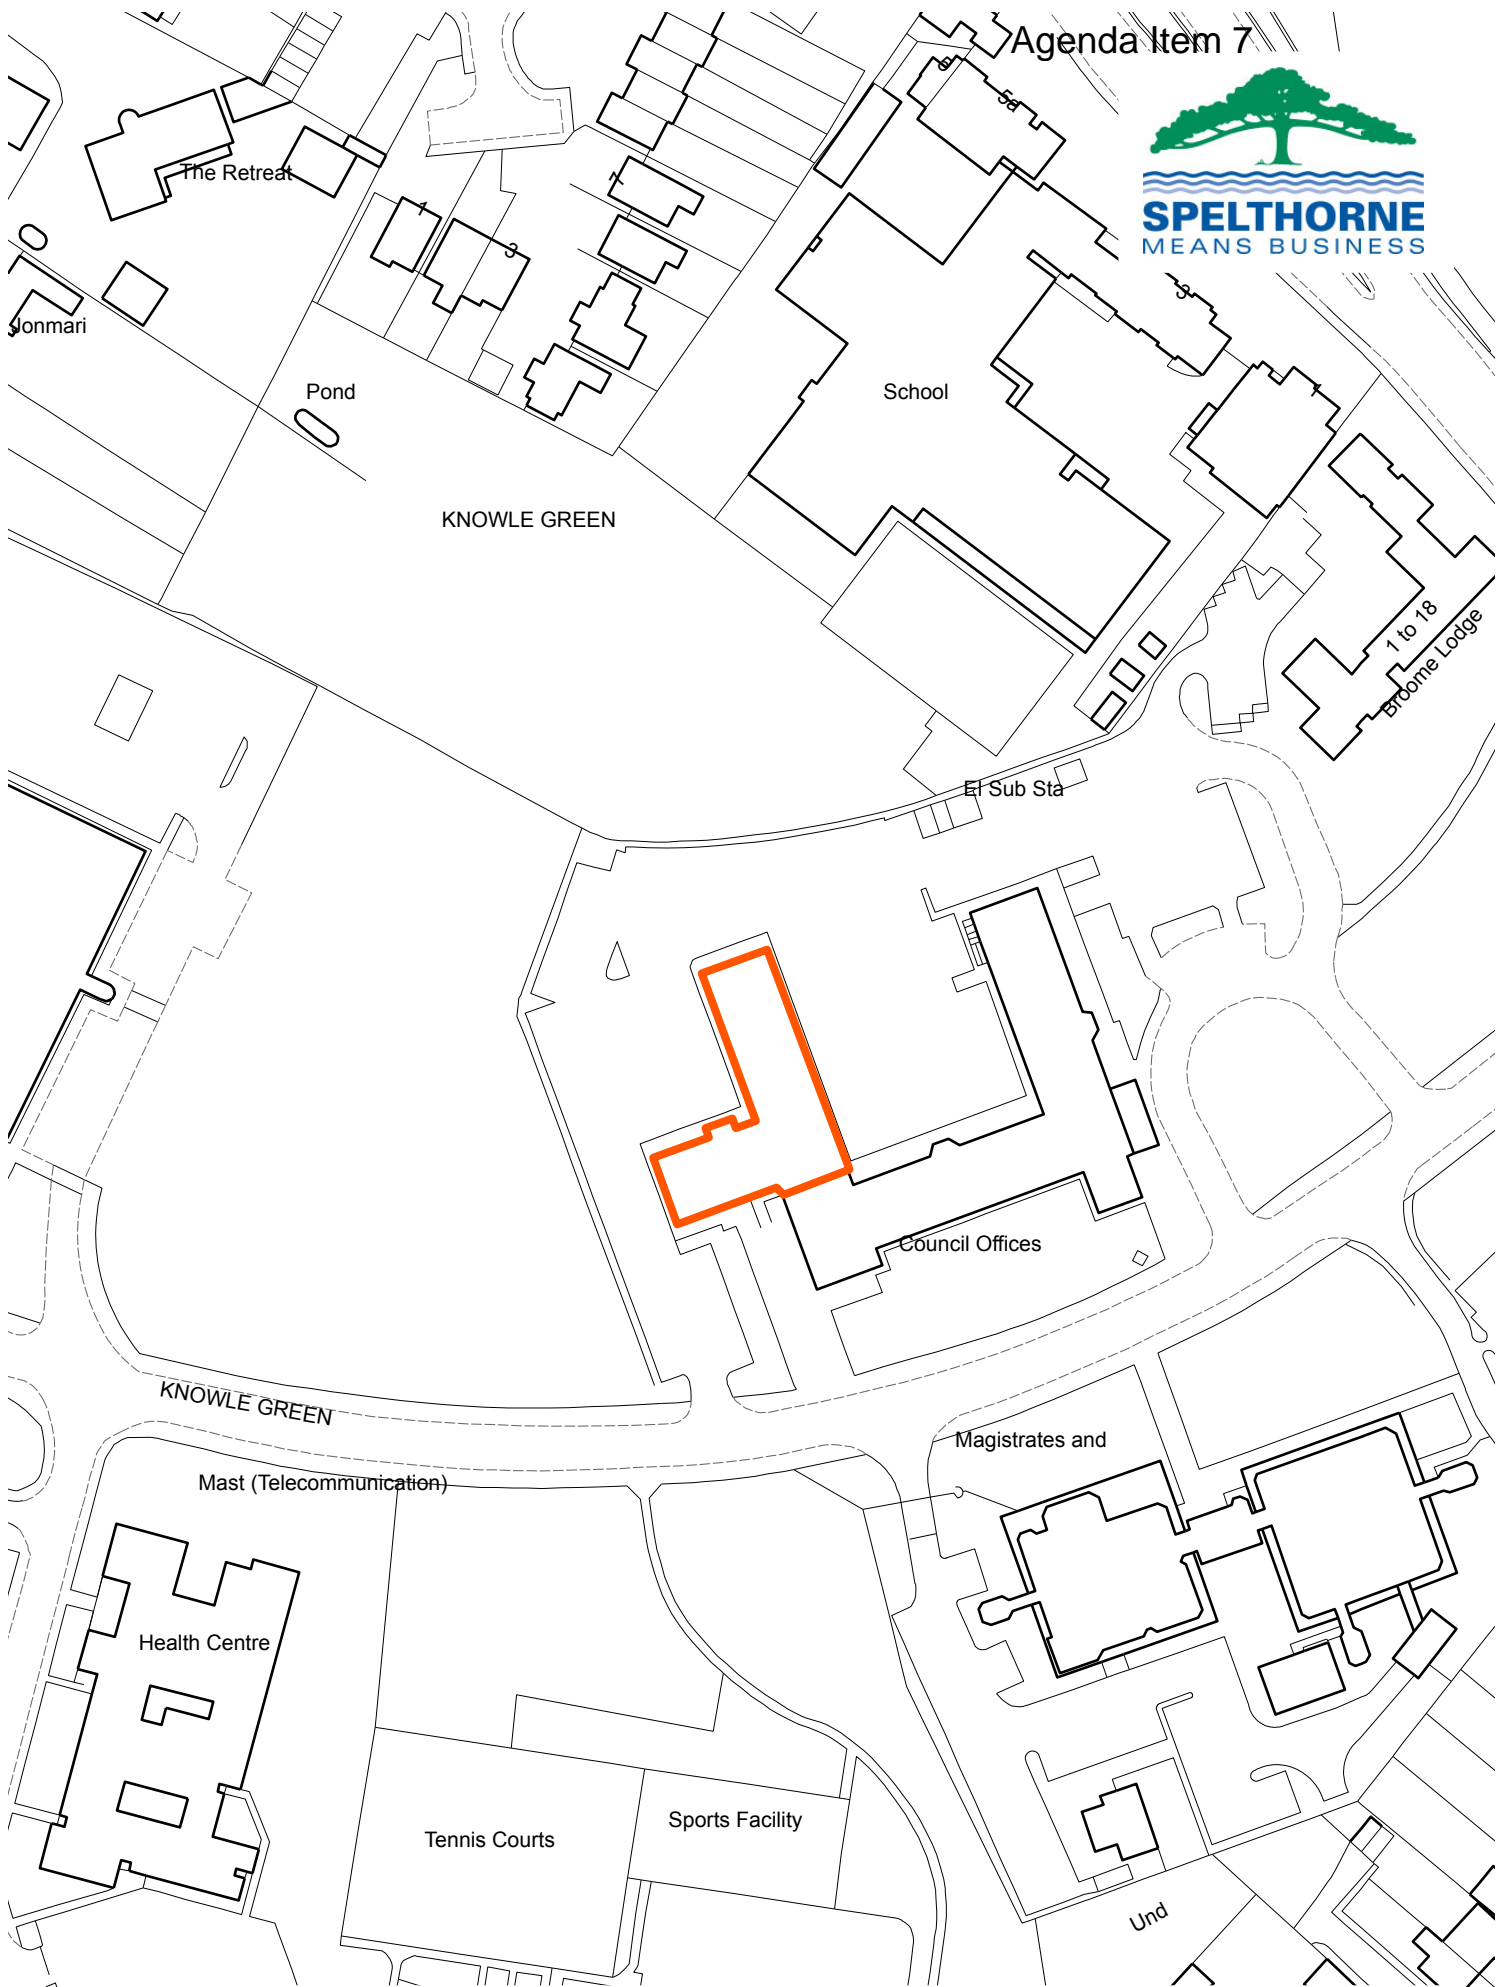 Agenda Item 7
SPELTHORNE
MEANS BUSINESS
9
5a
The Retreat
7
1
3
3
Jonmari
Pond
School
1
KNOWLE GREEN
1 to 18
Broome Lodge
El Sub Sta
Council Offices
KNOWLE GREEN
Magistrates and
Mast (Telecommunication)
Health Centre
Sports Facility
Tennis Courts
Und